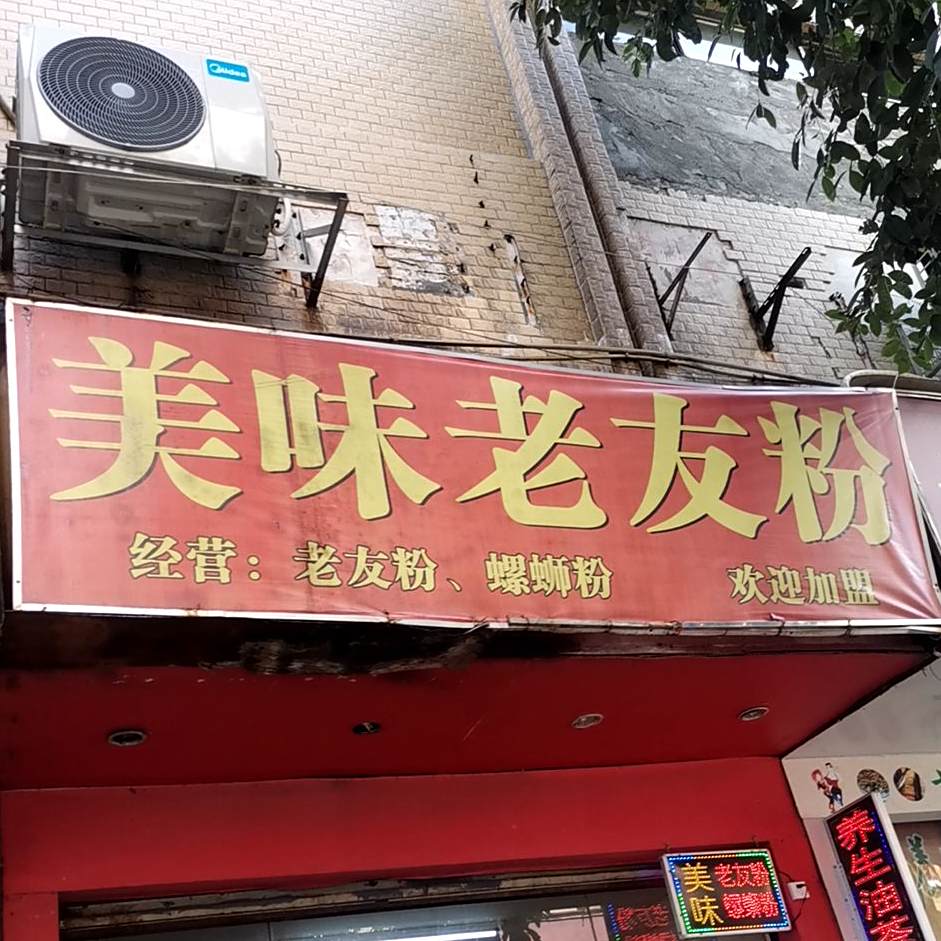 Midea
美味老友粉
经营：老友粉、螺蛳粉
欢迎加盟
美味
老友粉
螺蛳粉
养生油茶